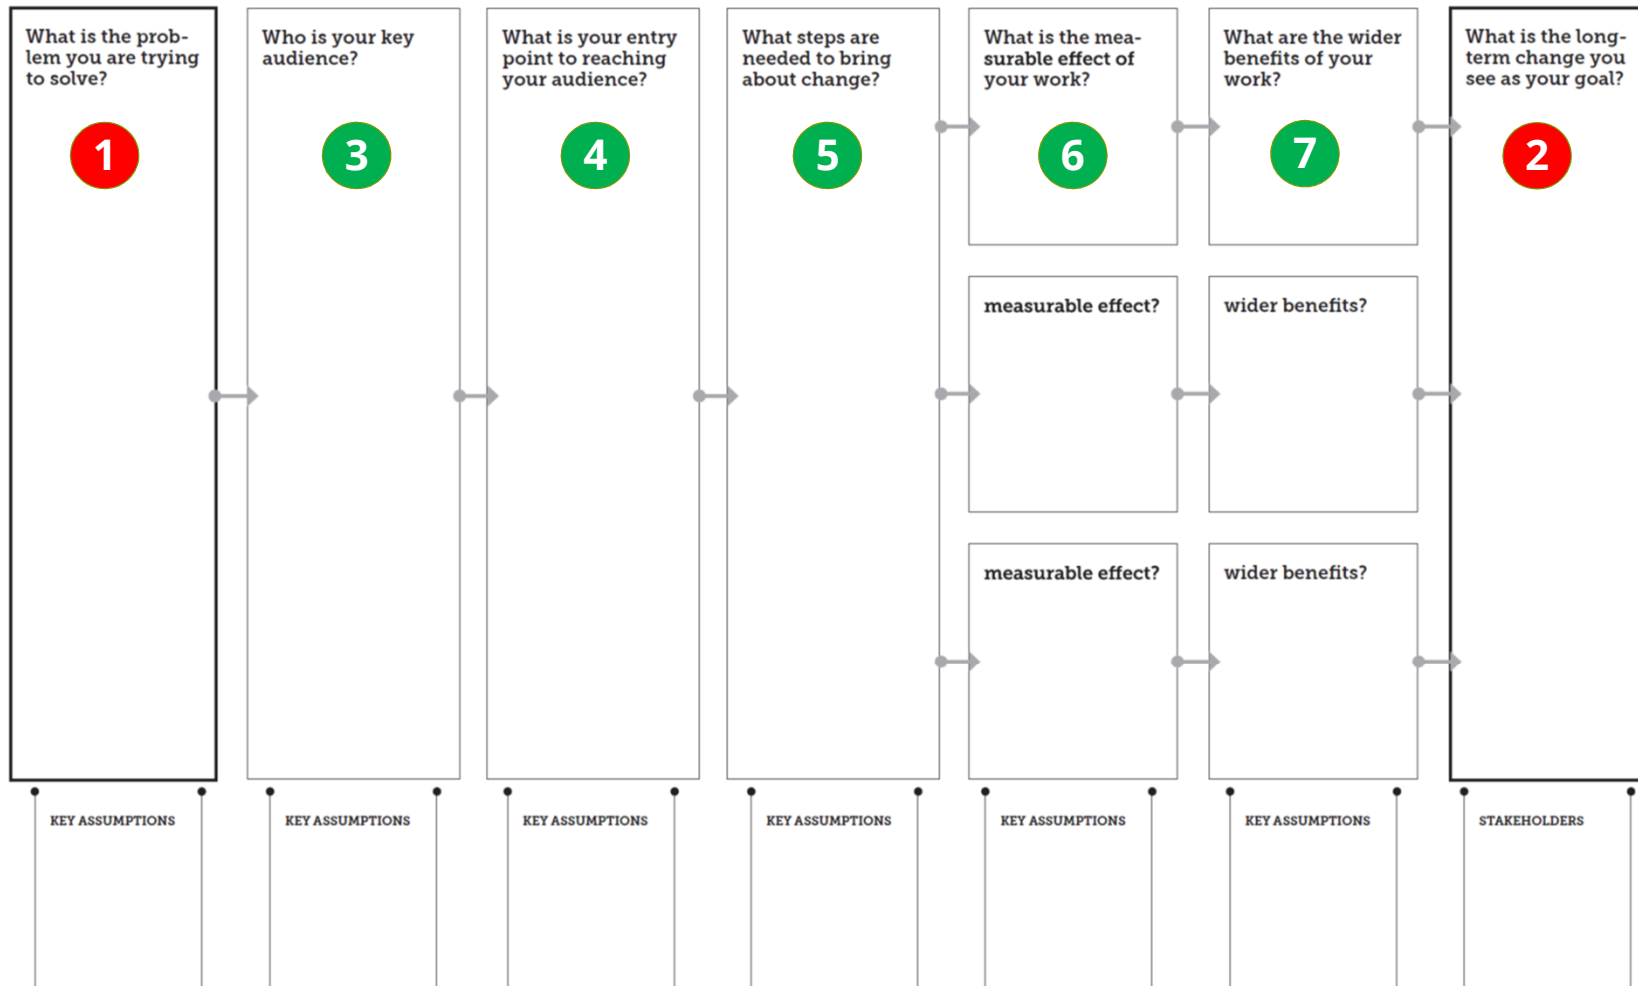 What is the prob-
lem you are trying
to solve?
1
Who is your key
audience?
3
What is your entry
point to reaching
your audience?
4
What steps are
needed to bring
about change?
5
What is the mea-
surable effect of
your work?
6
measurable effect?
measurable effect?
What are the wider
benefits of your
work?
7
wider benefits?
wider benefits?
What is the long-
term change you
see as your goal?
2
KEY ASSUMPTIONS
KEY ASSUMPTIONS
KEY ASSUMPTIONS
KEY ASSUMPTIONS
KEY ASSUMPTIONS
KEY ASSUMPTIONS
STAKEHOLDERS